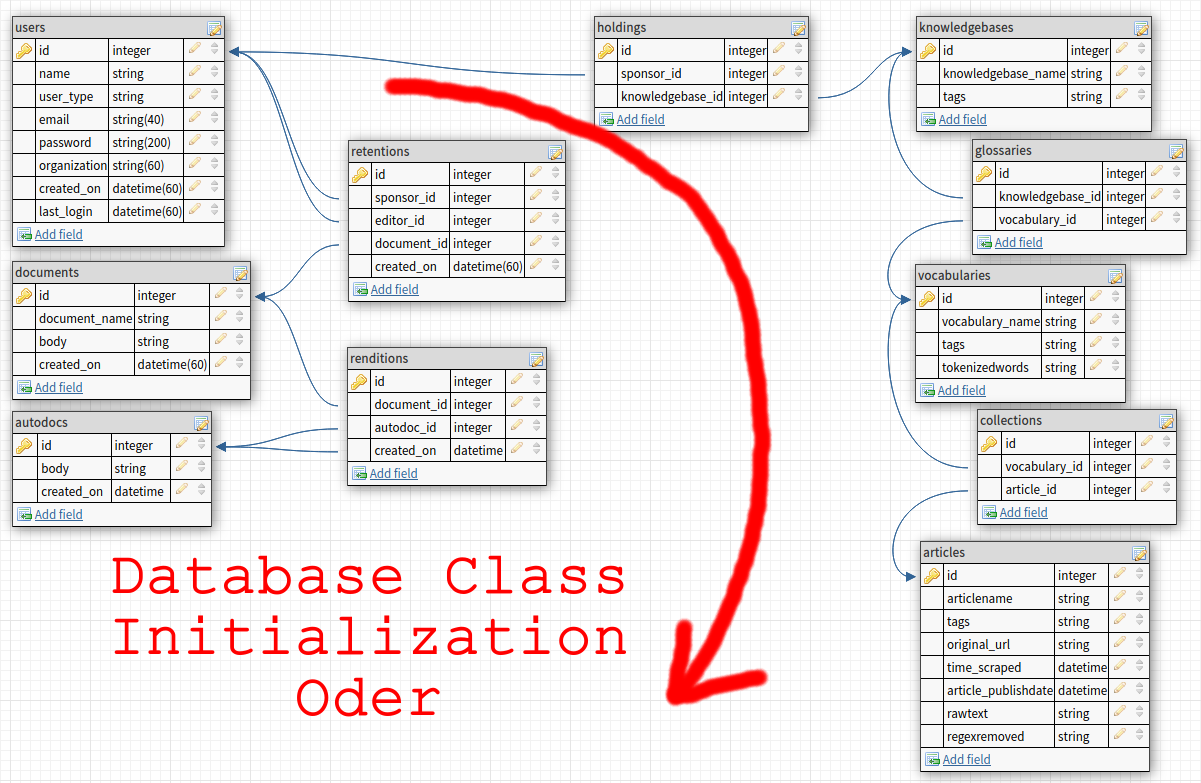 users
id integer
name string
user_type string
email string(40)
password string(200)
organization string(60)
created_on datetime(60)
last_login datetime(60)
Add field
documents
id integer
document_name string
body string
created_on datetime(60)
Add field
autodocs
id integer
body string
created_on datetime
Add field
retentions
id integer
sponsor_id integer
editor_id integer
document_id integer
created_on datetime(60)
Add field
renditions
id integer
document_id integer
autodoc_id integer
created_on datetime
Add field
holdings
id integer
sponsor_id integer
knowledgebase_id integer
Add field
knowledgebases
id integer
knowledgebase_name string
tags string
Add field
glossaries
id integer
knowledgebase_id integer
vocabulary_id integer
Add field
vocabularies
id integer
vocabulary_name string
tags string
tokenizedwords string
Add field
collections
id integer
vocabulary_id integer
article_id integer
Add field
articles
id integer
articlename string
tags string
original_url string
time_scraped datetime
article_publishdate datetime
rawtext string
regexremoved string
Add field
Database Class
Initialization
Oder